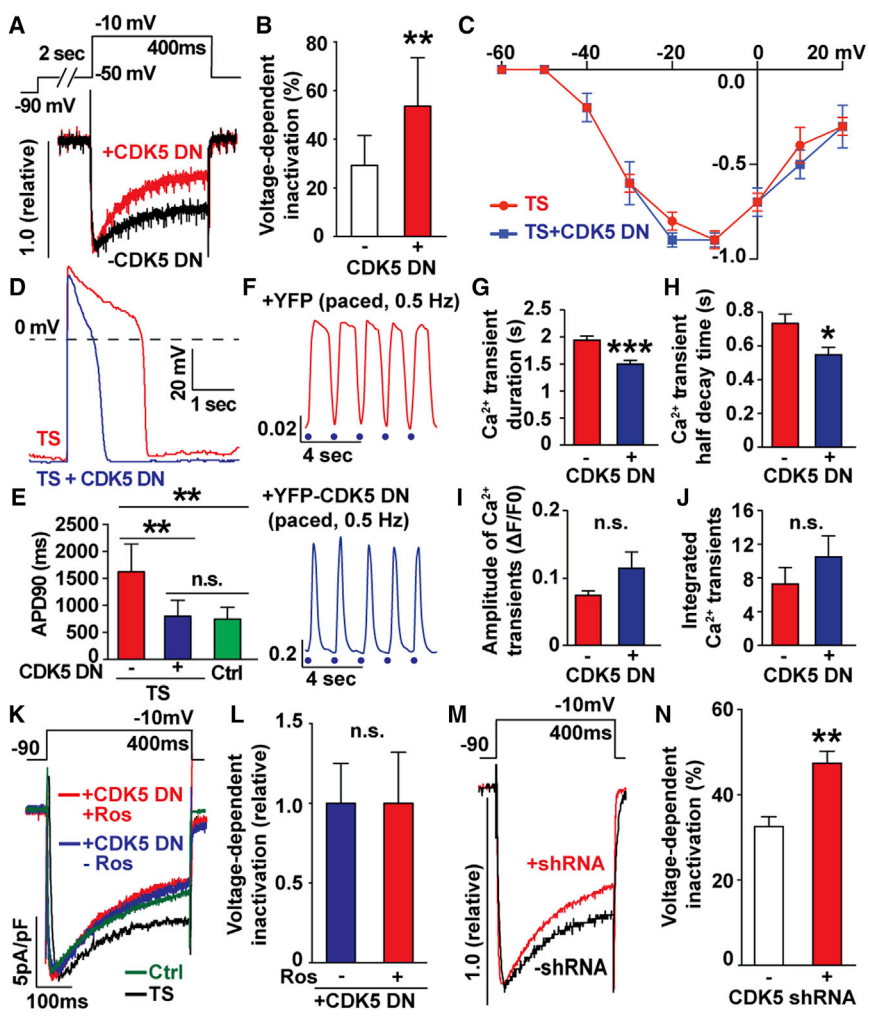 A
-10 mV
2 sec
400ms
-50 mV
-90 mV
+CDK5 DN
-CDK5 DN
1.0 (relative)
B
Voltage-dependent
inactivation (%)
80
60
40
20
0
**
- +
CDK5 DN
C
-60 -40 -20 0 20 mV
0.0
-0.5
-1.0
TS
TS+CDK5 DN
D
0 mV
20 mV
1 sec
TS
TS + CDK5 DN
E
APD90 (ms)
2500
2000
1500
1000
500
0
**
**
n.s.
CDK5 DN - + Ctrl
TS
F
+YFP (paced, 0.5 Hz)
0.02
4 sec
+YFP-CDK5 DN
(paced, 0.5 Hz)
0.2
4 sec
G
Ca2+ transient
duration (s)
2.5
2
1.5
1
0.5
0
***
- +
CDK5 DN
H
Ca2+ transient
half decay time (s)
0.8
0.6
0.4
0.2
0
*
- +
CDK5 DN
I
Amplitude of Ca2+
transients (ΔF/F0)
0.2
0.1
0
n.s.
- +
CDK5 DN
J
Integrated
Ca2+ transients
16
12
8
4
0
n.s.
- +
CDK5 DN
K
-10mV
-90
400ms
+CDK5 DN
+Ros
+CDK5 DN
- Ros
5pA/pF
100ms
Ctrl
TS
L
Voltage-dependent
inactivation (relative)
1.5
1.0
0.5
0
n.s.
Ros - +
+CDK5 DN
M
-10mV
-90
400ms
+shRNA
-shRNA
1.0 (relative)
N
Voltage-dependent
inactivation (%)
60
40
20
0
**
- +
CDK5 shRNA